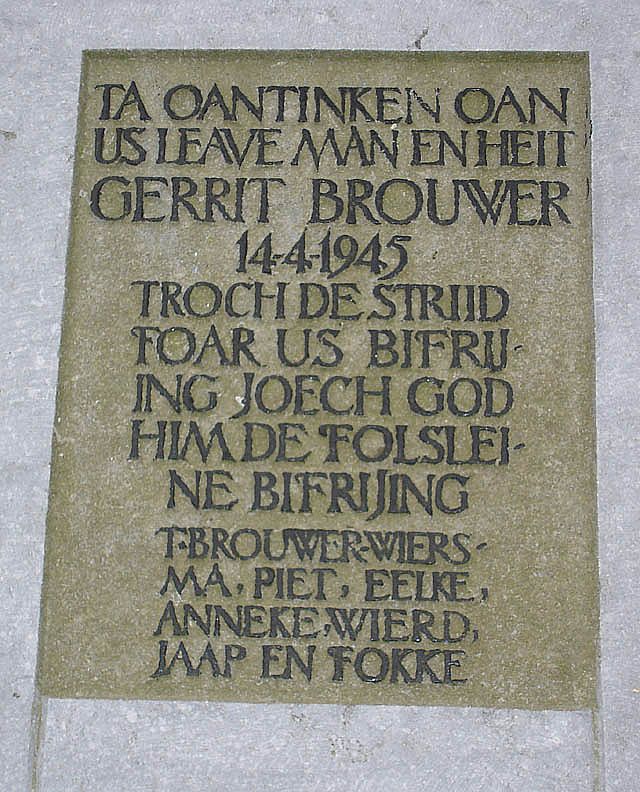 TA OANTINKEN OAN
US LEAVE MAN EN HEIT
GERRIT BROUWER
14-4-1945
TROCH DE STRIJD
FOAR US BIFRIJ-
ING JOECH GOD
HIM DE FOLSLEI-
NE BIFRIJING
T. BROUWER-WIERS-
MA, PIET, EELKE,
ANNEKE, WIERD,
JAAP EN FOKKE